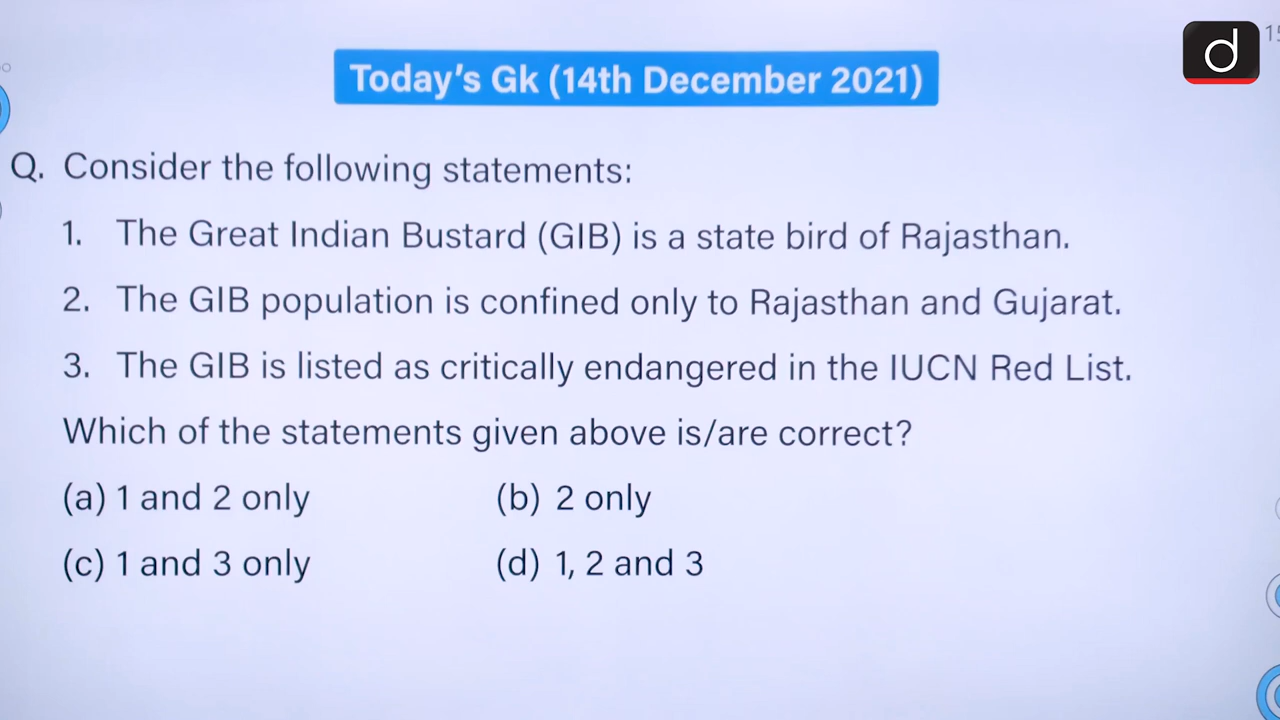 Today's Gk (14th December 2021)
Q. Consider the following statements:
1. The Great Indian Bustard (GIB) is a state bird of Rajasthan.
2. The GIB population is confined only to Rajasthan and Gujarat.
3. The GIB is listed as critically endangered in the IUCN Red List.
Which of the statements given above is/are correct?
(a) 1 and 2 only (b) 2 only
(c) 1 and 3 only (d) 1, 2 and 3
d